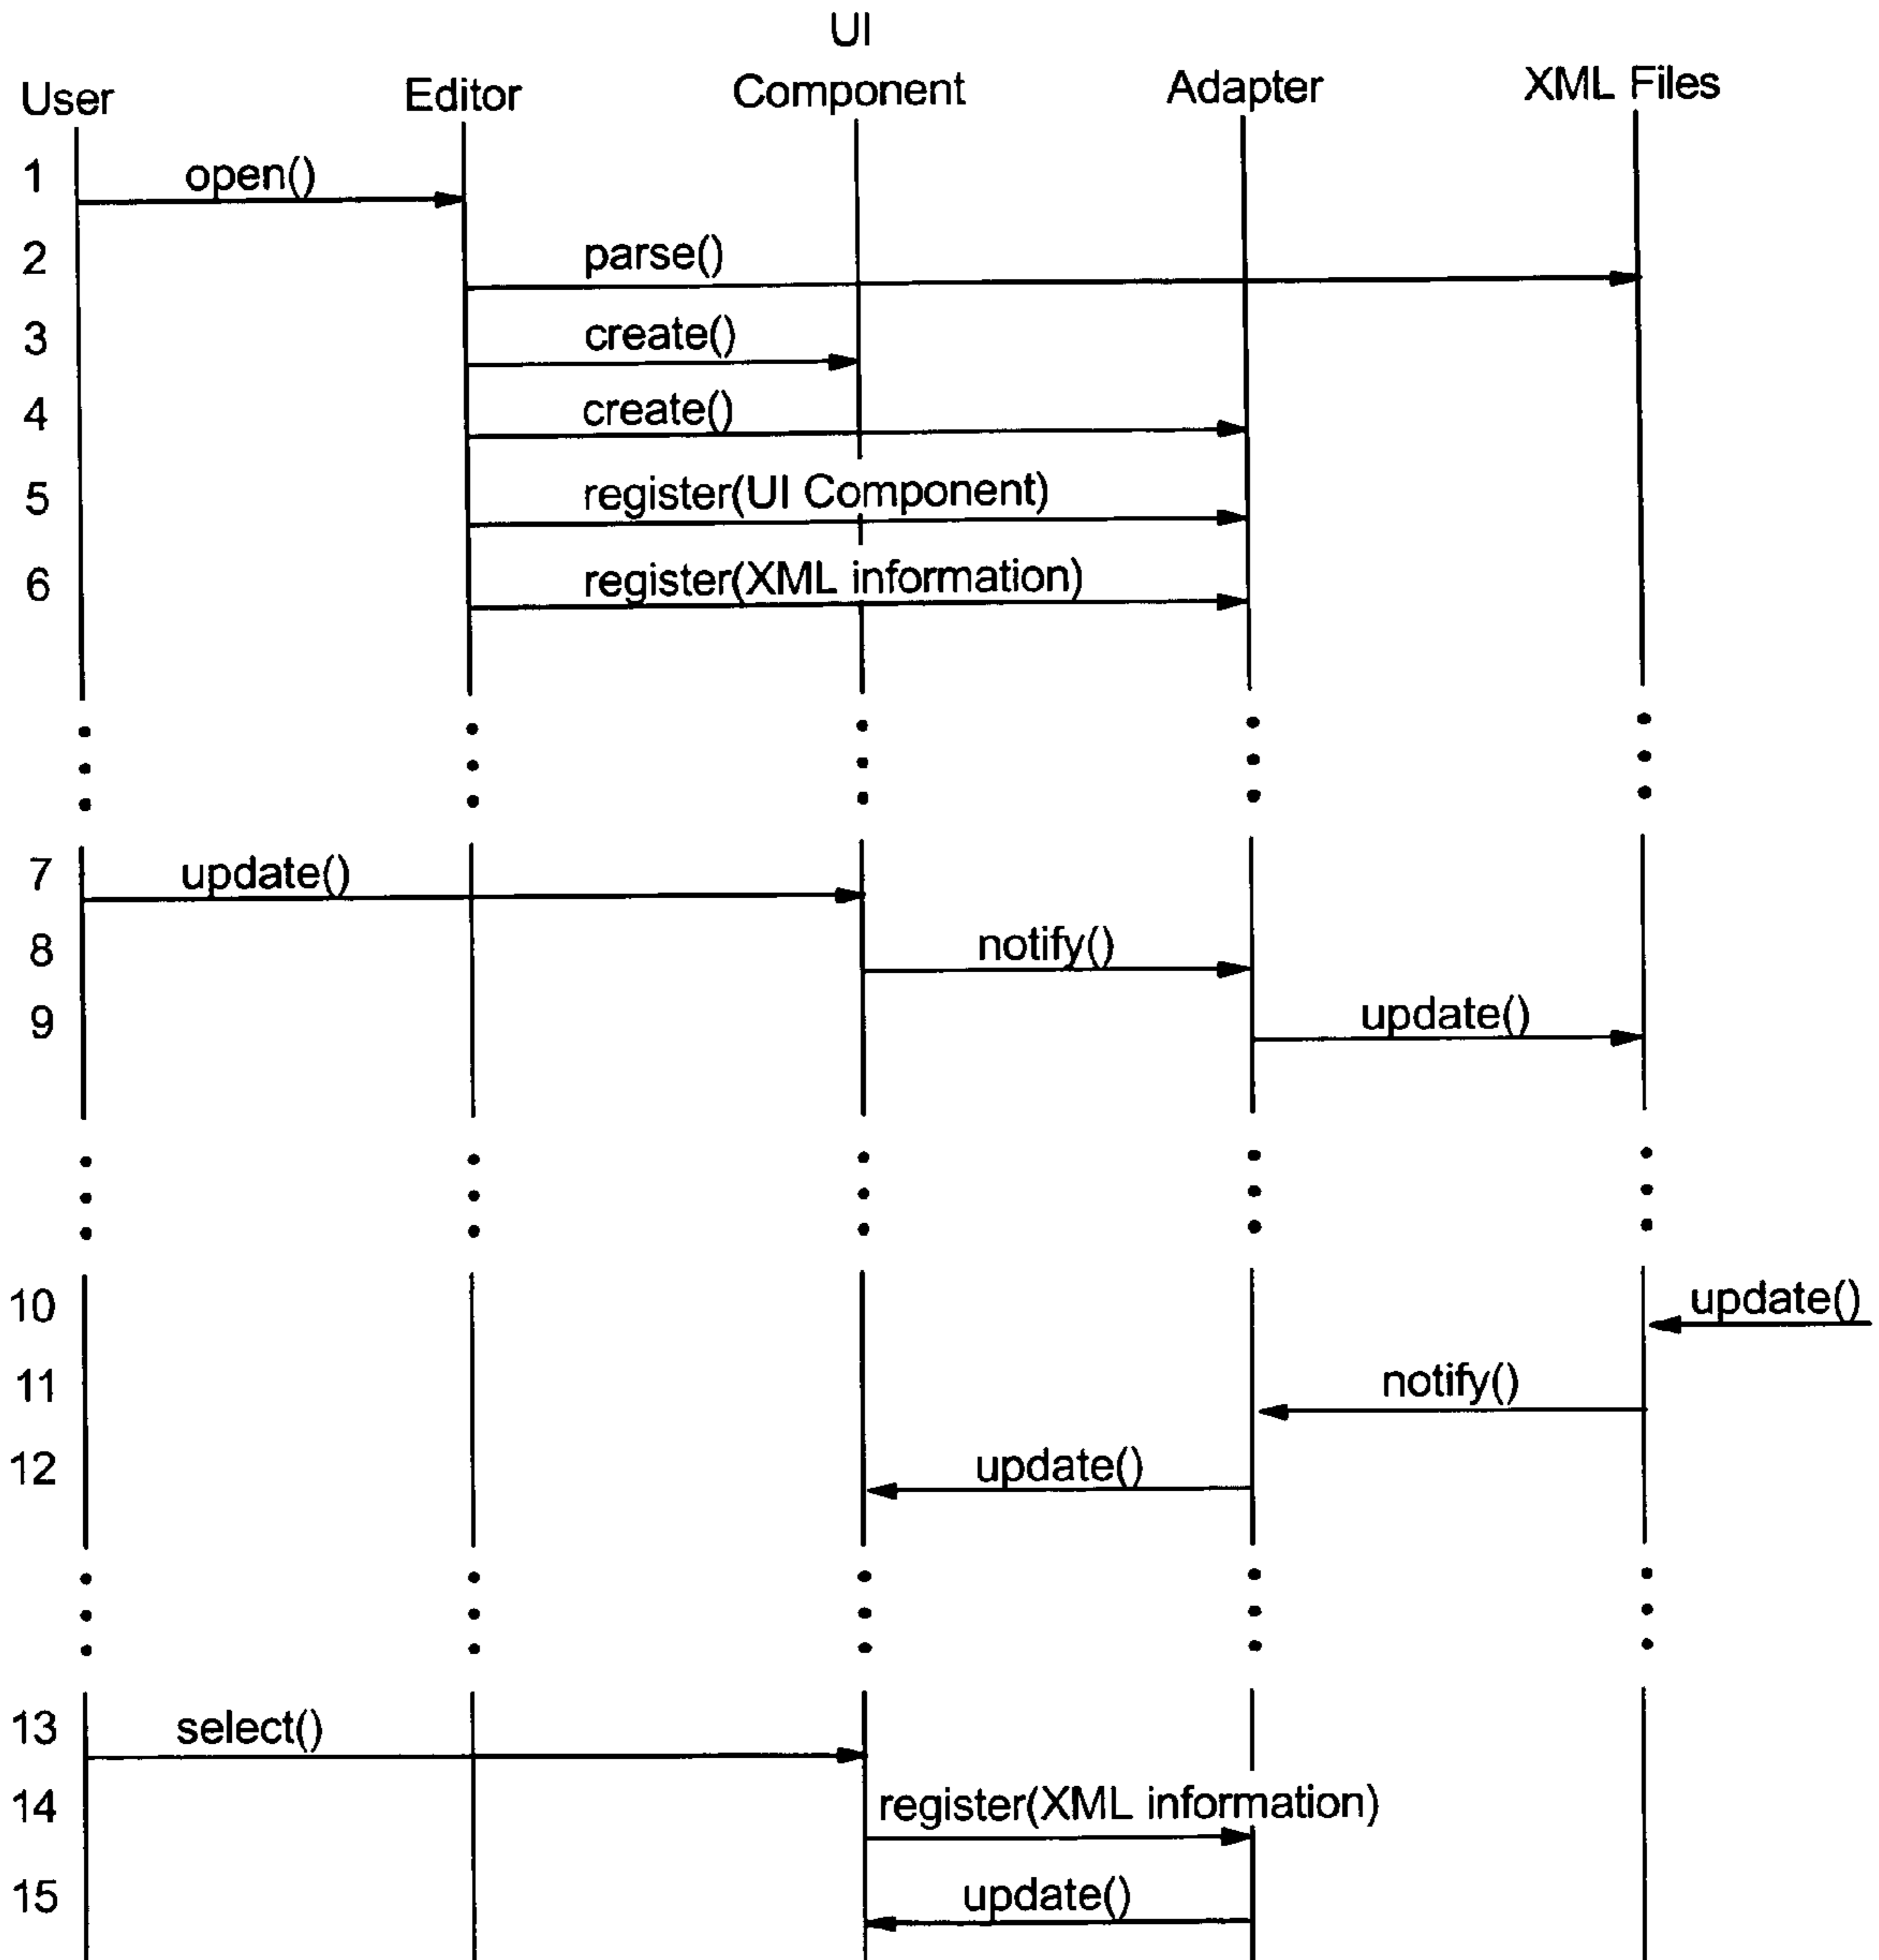 UI
User Editor Component Adapter XML Files
1 open()
2 parse()
3 create()
4 create()
5 register(UI Component)
6 register(XML information)
7 update()
8 notify()
9 update()
10 update()
11 notify()
12 update()
13 select()
14 register(XML information)
15 update()